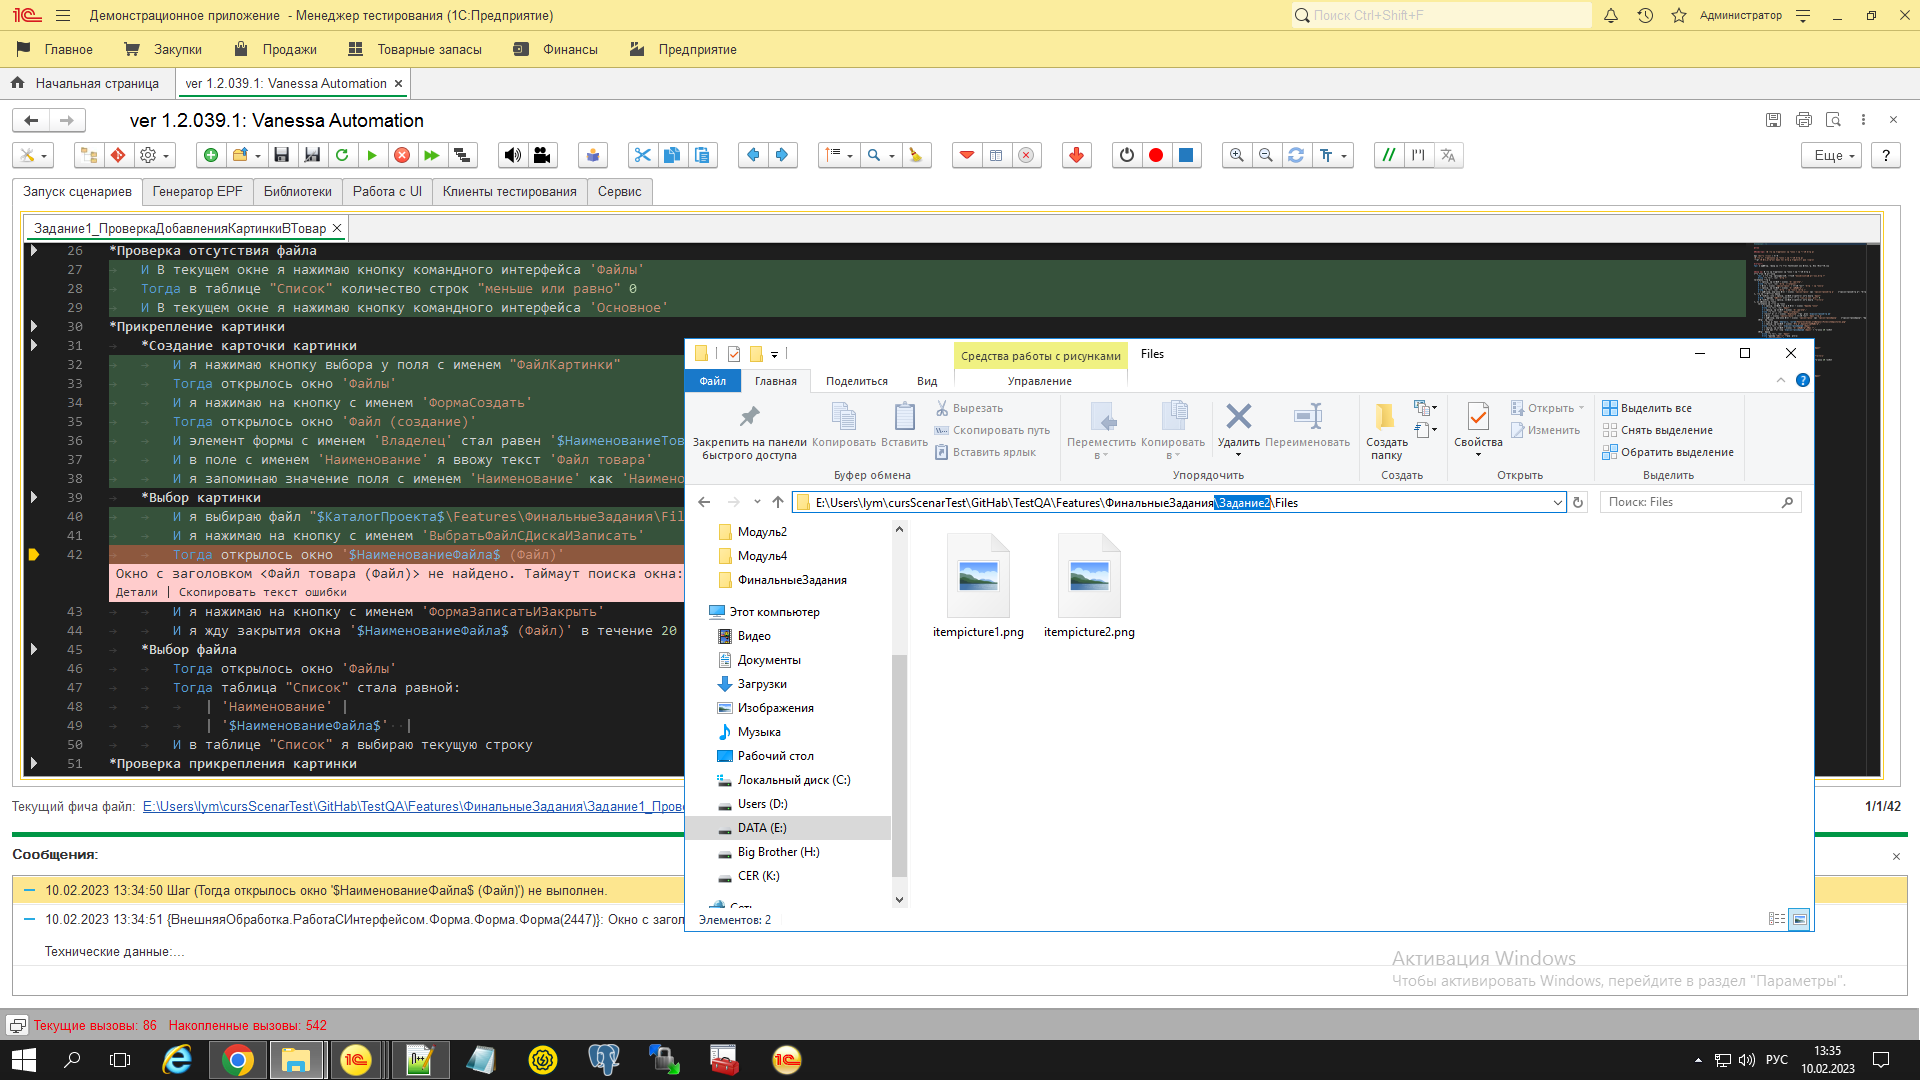 Демонстрационное приложение - Менеджер тестирования (1С:Предприятие)
Поиск Ctrl+Shift+F
Администратор
Главное
Закупки
Продажи
Товарные запасы
Финансы
Предприятие
Начальная страница
ver 1.2.039.1: Vanessa Automation
ver 1.2.039.1: Vanessa Automation
Еще
?
Запуск сценариев
Генератор EPF
Библиотеки
Работа с UI
Клиенты тестирования
Сервис
Задание1_ПроверкаДобавленияКартинкиВТовар
26 *Проверка отсутствия файла
27 И В текущем окне я нажимаю кнопку командного интерфейса 'Файлы'
28 Тогда в таблице "Список" количество строк "меньше или равно" 0
29 И В текущем окне я нажимаю кнопку командного интерфейса 'Основное'
30 *Прикрепление картинки
31 *Создание карточки картинки
32 И я нажимаю кнопку выбора у поля с именем "ФайлКартинки"
33 Тогда открылось окно 'Файлы'
34 И я нажимаю на кнопку с именем 'ФормаСоздать'
35 Тогда открылось окно 'Файл (создание)'
36 И элемент формы с именем 'Владелец' стал равен '$НаименованиеТов
37 И в поле с именем 'Наименование' я ввожу текст 'Файл товара'
38 И я запоминаю значение поля с именем 'Наименование' как 'Наимено
39 *Выбор картинки
40 И я выбираю файл "$КаталогПроекта$\Features\ФинальныеЗадания\Fil
41 И я нажимаю на кнопку с именем 'ВыбратьФайлСДискаИЗаписать'
42 Тогда открылось окно '$НаименованиеФайла$ (Файл)'
Окно с заголовком <Файл товара (Файл)> не найдено. Таймаут поиска окна:
Детали | Скопировать текст ошибки
43 И я нажимаю на кнопку с именем 'ФормаЗаписатьИЗакрыть'
44 И я жду закрытия окна '$НаименованиеФайла$ (Файл)' в течение 20
45 *Выбор файла
46 Тогда открылось окно 'Файлы'
47 Тогда таблица "Список" стала равной:
48 | 'Наименование' |
49 | '$НаименованиеФайла$' |
50 И в таблице "Список" я выбираю текущую строку
51 *Проверка прикрепления картинки
Средства работы с рисунками
Files
Файл
Главная
Поделиться
Вид
Управление
Закрепить на панели быстрого доступа
Копировать
Вставить
Вырезать
Скопировать путь
Вставить ярлык
Буфер обмена
Переместить в
Копировать в
Удалить
Переименовать
Упорядочить
Создать папку
Создать
Свойства
Открыть
Изменить
Открыть
Выделить все
Снять выделение
Обратить выделение
Выделить
E:\Users\lym\cursScenarTest\GitHab\TestQA\Features\ФинальныеЗадания\Задание2\Files
Поиск: Files
Модуль2
Модуль4
ФинальныеЗадания
Этот компьютер
Видео
Документы
Загрузки
Изображения
Музыка
Рабочий стол
Локальный диск (C:)
Users (D:)
DATA (E:)
Big Brother (H:)
CER (K:)
Сеть
itempicture1.png
itempicture2.png
Элементов: 2
Текущий фича файл: E:\Users\lym\cursScenarTest\GitHab\TestQA\Features\ФинальныеЗадания\Задание1_Прове
1/1/42
Сообщения:
10.02.2023 13:34:50 Шаг (Тогда открылось окно '$НаименованиеФайла$ (Файл)') не выполнен.
10.02.2023 13:34:51 {ВнешняяОбработка.РаботаСИнтерфейсом.Форма.Форма.Форма(2447)}: Окно с загол
Технические данные:...
Активация Windows
Чтобы активировать Windows, перейдите в раздел "Параметры".
Текущие вызовы: 86 Накопленные вызовы: 542
РУС
13:35
10.02.2023